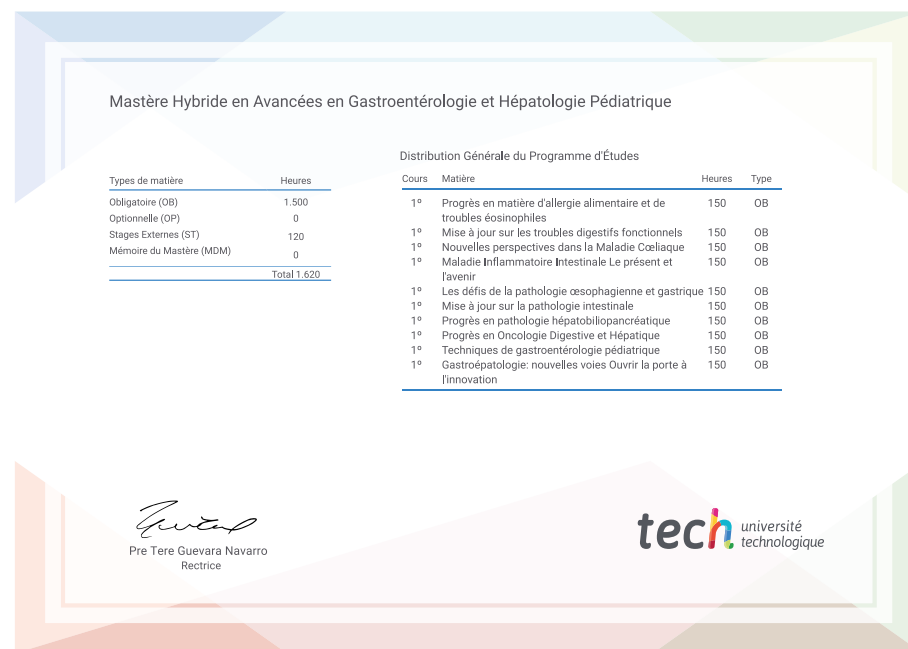 Mastère Hybride en Avancées en Gastroentérologie et Hépatologie Pédiatrique
Types de matière Heures
Obligatoire (OB) 1.500
Optionnelle (OP) 0
Stages Externes (ST) 120
Mémoire du Mastère (MDM) 0
Total 1.620
Distribution Générale du Programme d'Études
Cours Matière Heures Type
1º Progrès en matière d'allergie alimentaire et de 150 OB
troubles éosinophiles
1º Mise à jour sur les troubles digestifs fonctionnels 150 OB
1º Nouvelles perspectives dans la Maladie Cœliaque 150 OB
1º Maladie Inflammatoire Intestinale Le présent et 150 OB
l'avenir
1º Les défis de la pathologie œsophagienne et gastrique 150 OB
1º Mise à jour sur la pathologie intestinale 150 OB
1º Progrès en pathologie hépatobiliopancréatique 150 OB
1º Progrès en Oncologie Digestive et Hépatique 150 OB
1º Techniques de gastroentérologie pédiatrique 150 OB
1º Gastroépatologie: nouvelles voies Ouvrir la porte à 150 OB
l'innovation
Pre Tere Guevara Navarro
Rectrice
tech université
technologique